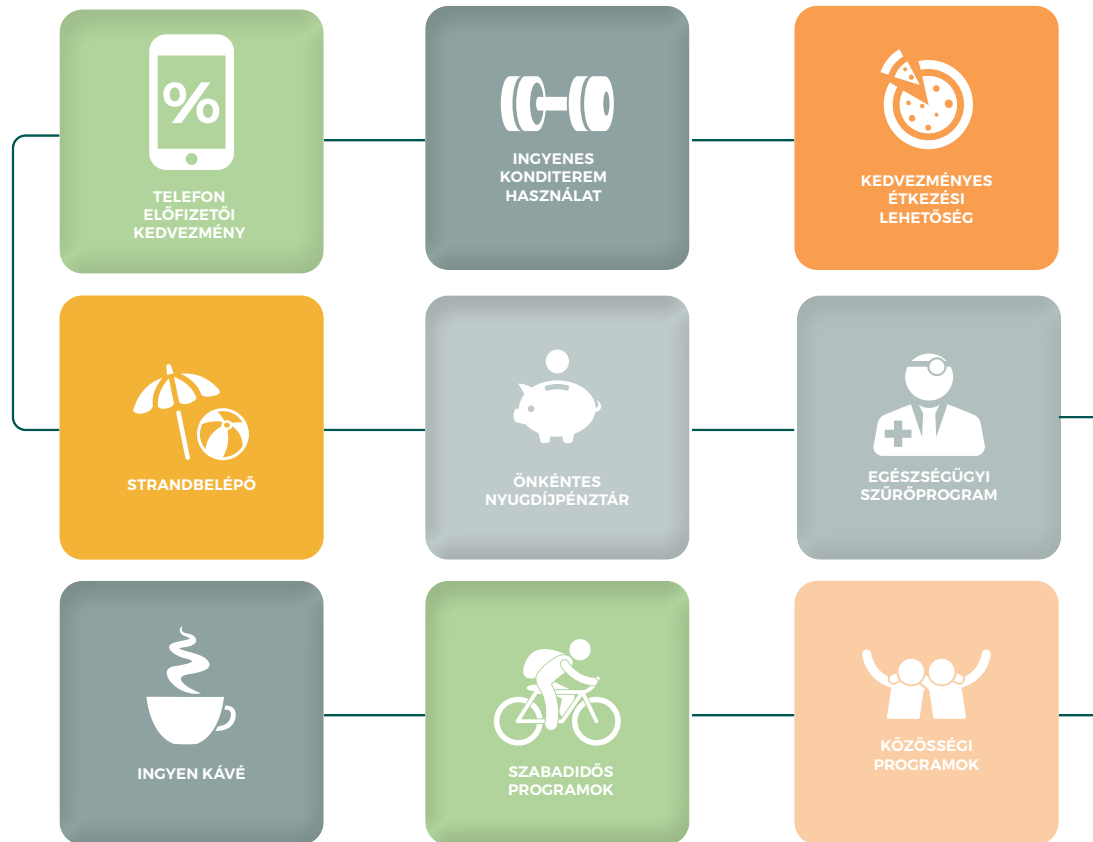 %
TELEFON
ELŐFIZETŐI
KEDVEZMÉNY
INGYENES
KONDITEREM
HASZNÁLAT
KEDVEZMÉNYES
ÉTKEZÉSI
LEHETŐSÉG
STRANDBELÉPŐ
ÖNKÉNTES
NYUGDÍJPÉNZTÁR
EGÉSZSÉGÜGYI
SZŰRŐPROGRAM
INGYEN KÁVÉ
SZABADIDŐS
PROGRAMOK
KÖZÖSSÉGI
PROGRAMOK